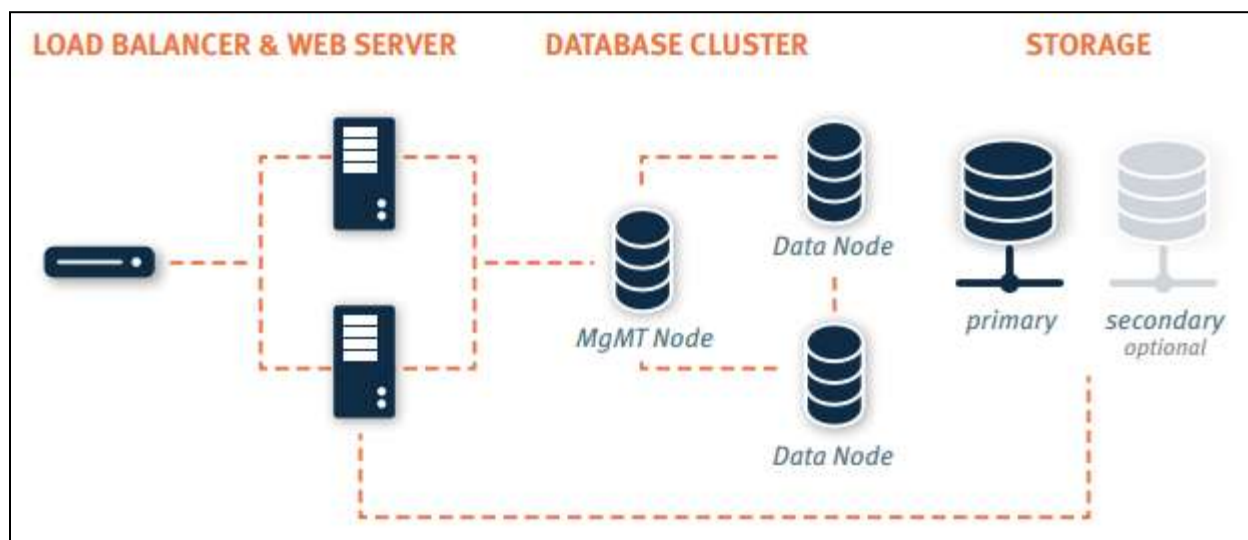 LOAD BALANCER & WEB SERVER
DATABASE CLUSTER
STORAGE
Data Node
MgMT Node
Data Node
primary
secondary
optional